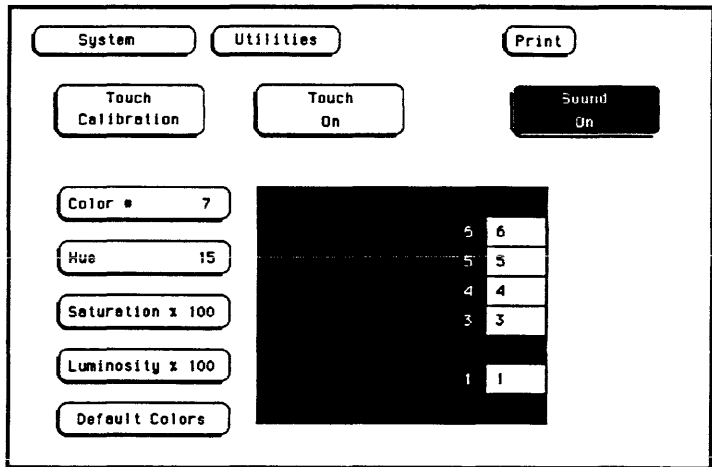 System Utilities Print
Touch
Calibration
Touch
On
Sound
On
Color # 7
Hue 15
Saturation % 100
Luminosity % 100
Default Colors
6 6
5 5
4 4
3 3
1 1